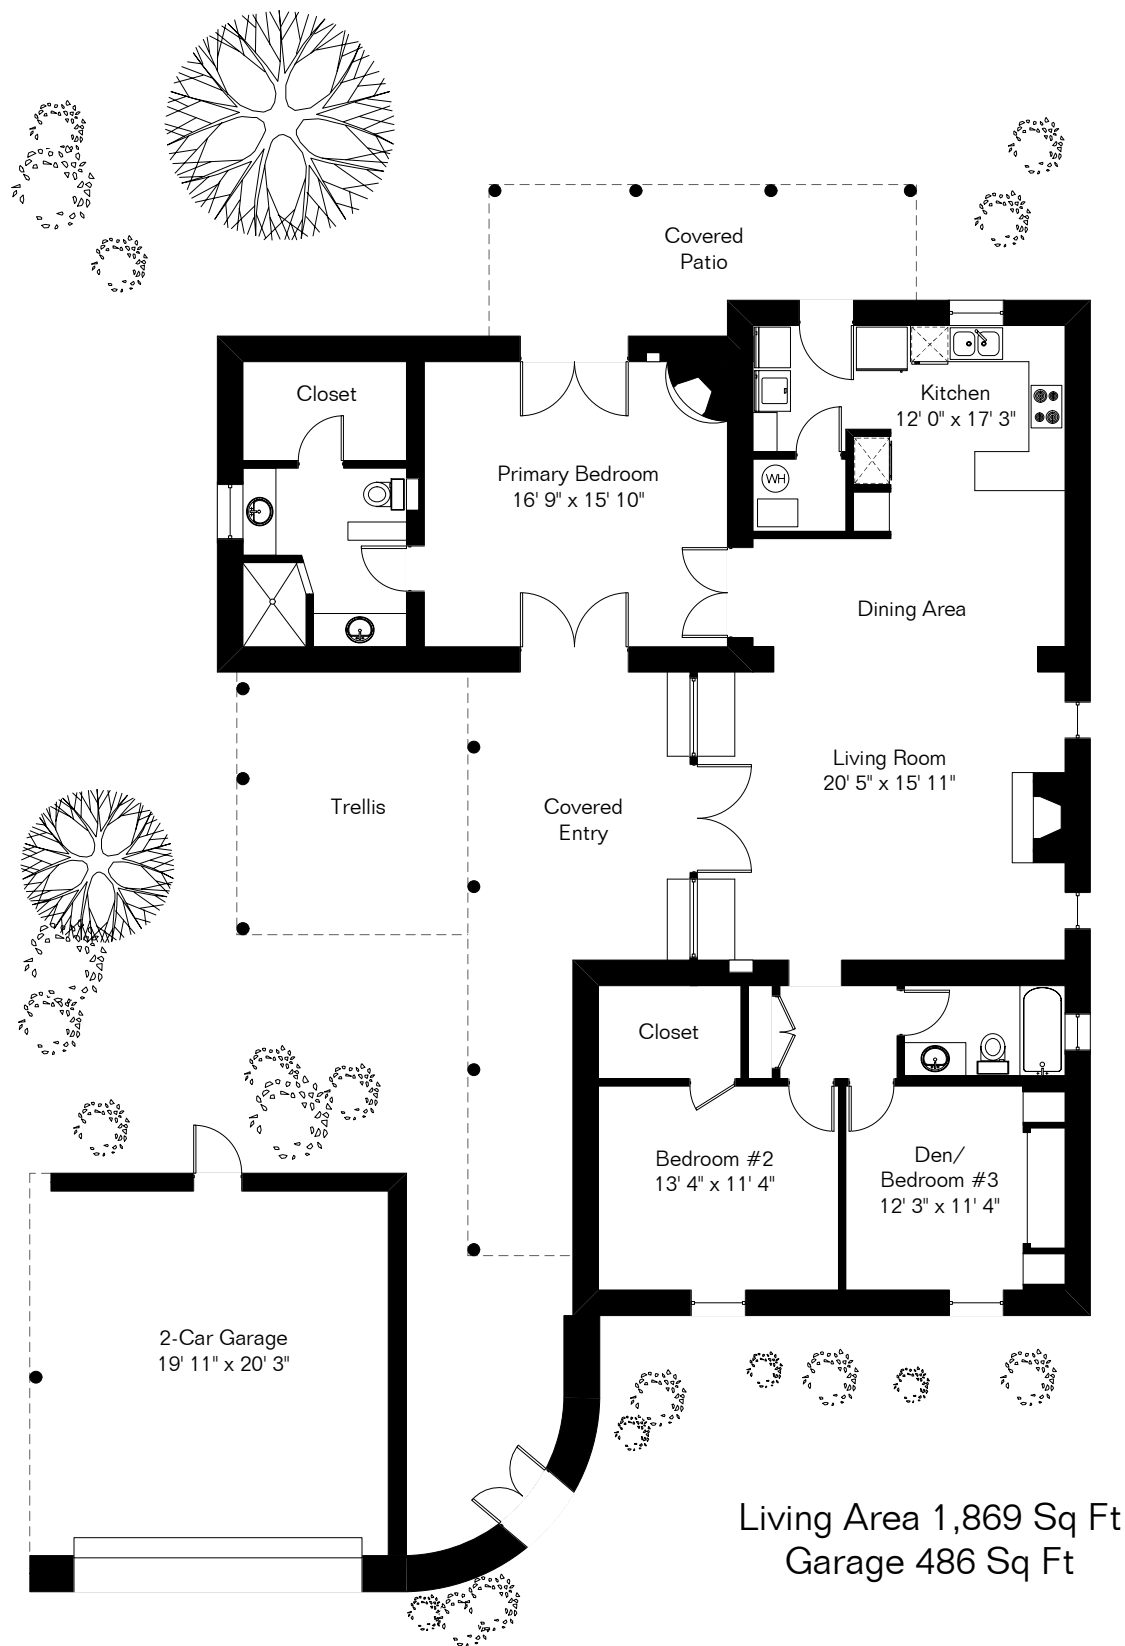 Covered
Patio
Closet
Kitchen
12' 0" x 17' 3"
Primary Bedroom
16' 9" x 15' 10"
WH
Dining Area
Living Room
20' 5" x 15' 11"
Trellis
Covered
Entry
Closet
Bedroom #2
13' 4" x 11' 4"
Den/
Bedroom #3
12' 3" x 11' 4"
2-Car Garage
19' 11" x 20' 3"
Living Area 1,869 Sq Ft
Garage 486 Sq Ft